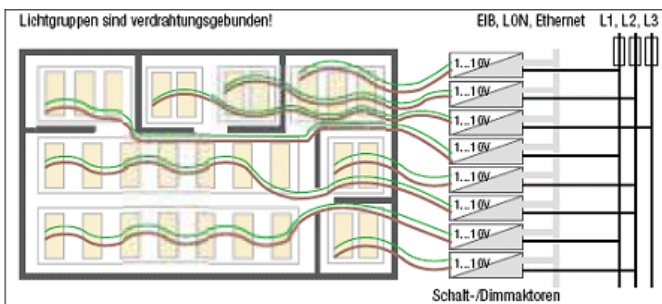 Lichtgruppen sind verdrahtungsgebunden!
EIB, LON, Ethernet L1, L2, L3
1...10V
1...10V
1...10V
1...10V
1...10V
1...10V
1...10V
1...10V
Schalt-/Dimmaktoren